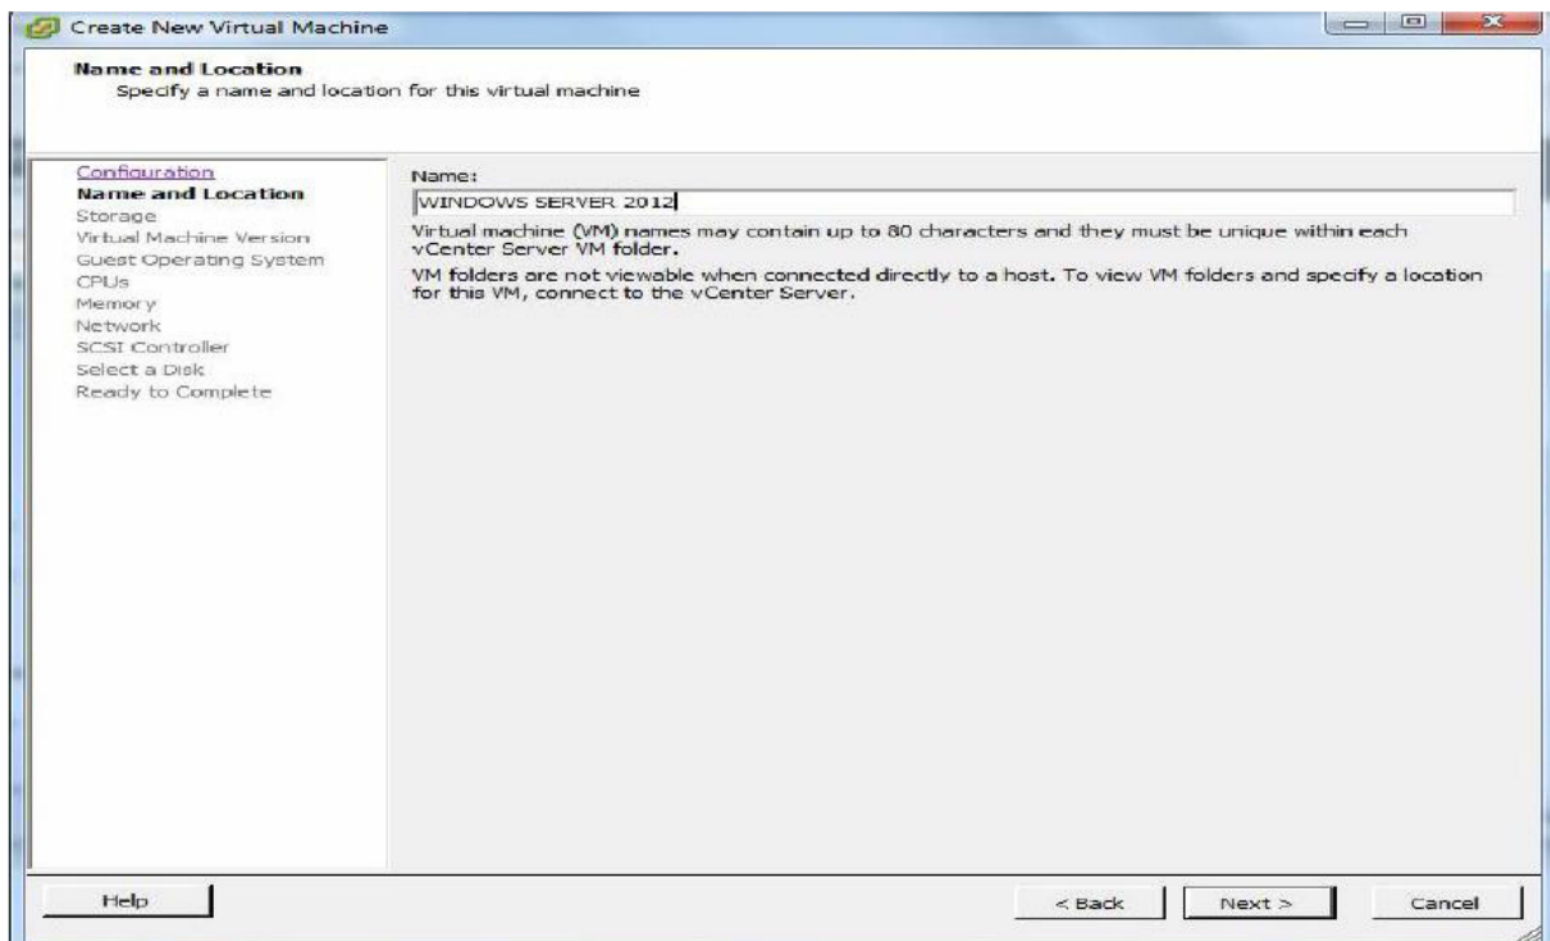 Create New Virtual Machine
Name and Location
Specify a name and location for this virtual machine
Configuration
Name and Location
Storage
Virtual Machine Version
Guest Operating System
CPUs
Memory
Network
SCSI Controller
Select a Disk
Ready to Complete
Name:
WINDOWS SERVER 2012
Virtual machine (VM) names may contain up to 80 characters and they must be unique within each
vCenter Server VM folder.
VM folders are not viewable when connected directly to a host. To view VM folders and specify a location
for this VM, connect to the vCenter Server.
Help
< Back
Next >
Cancel